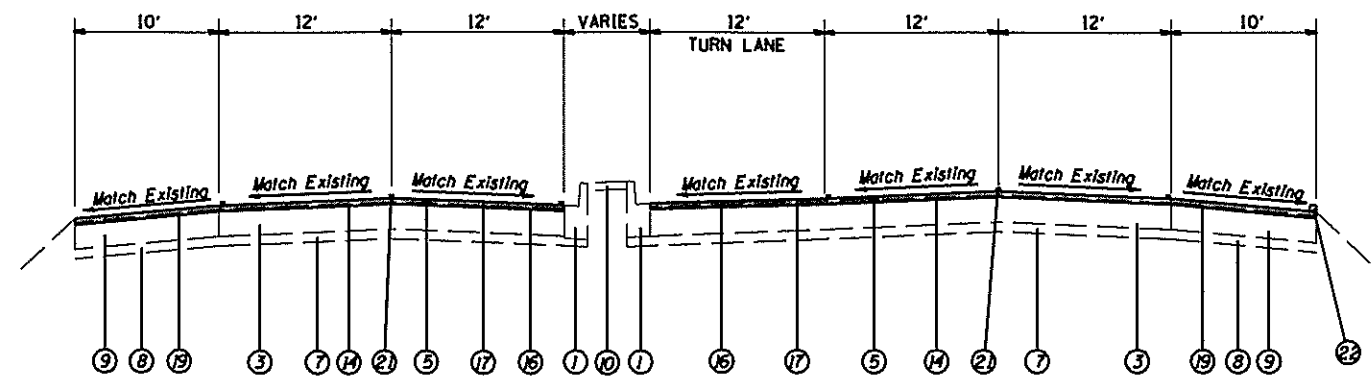 10' 12' 12' VARIES 12' 12' 12' 10'
TURN LANE
Match Existing Match Existing Match Existing Match Existing Match Existing Match Existing Match Existing
9 8 19 3 7 14 21 5 17 16 1 10 1 16 17 5 14 21 7 3 19 8 9 22